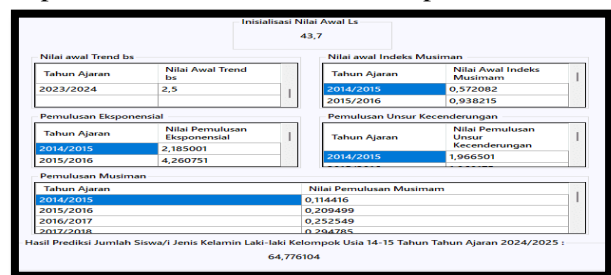 Inisialisasi Nilai Awal Ls
43,7
Nilai awal Trend bs
Tahun Ajaran Nilai Awal Trend bs
2023/2024 2,5
Nilai awal Indeks Musiman
Tahun Ajaran Nilai Awal Indeks Musimam
2014/2015 0,572082
2015/2016 0,938215
Pemulusan Eksponensial
Tahun Ajaran Nilai Pemulusan Eksponensial
2014/2015 2,185001
2015/2016 4,260751
Pemulusan Unsur Kecenderungan
Tahun Ajaran Nilai Pemulusan Unsur Kecenderungan
2014/2015 1,966501
Pemulusan Musiman
Tahun Ajaran Nilai Pemulusan Musimam
2014/2015 0,114416
2015/2016 0,209499
2016/2017 0,252549
2017/2018 0,294785
Hasil Prediksi Jumlah Siswa/i Jenis Kelamin Laki-laki Kelompok Usia 14-15 Tahun Tahun Ajaran 2024/2025 :
64,776104